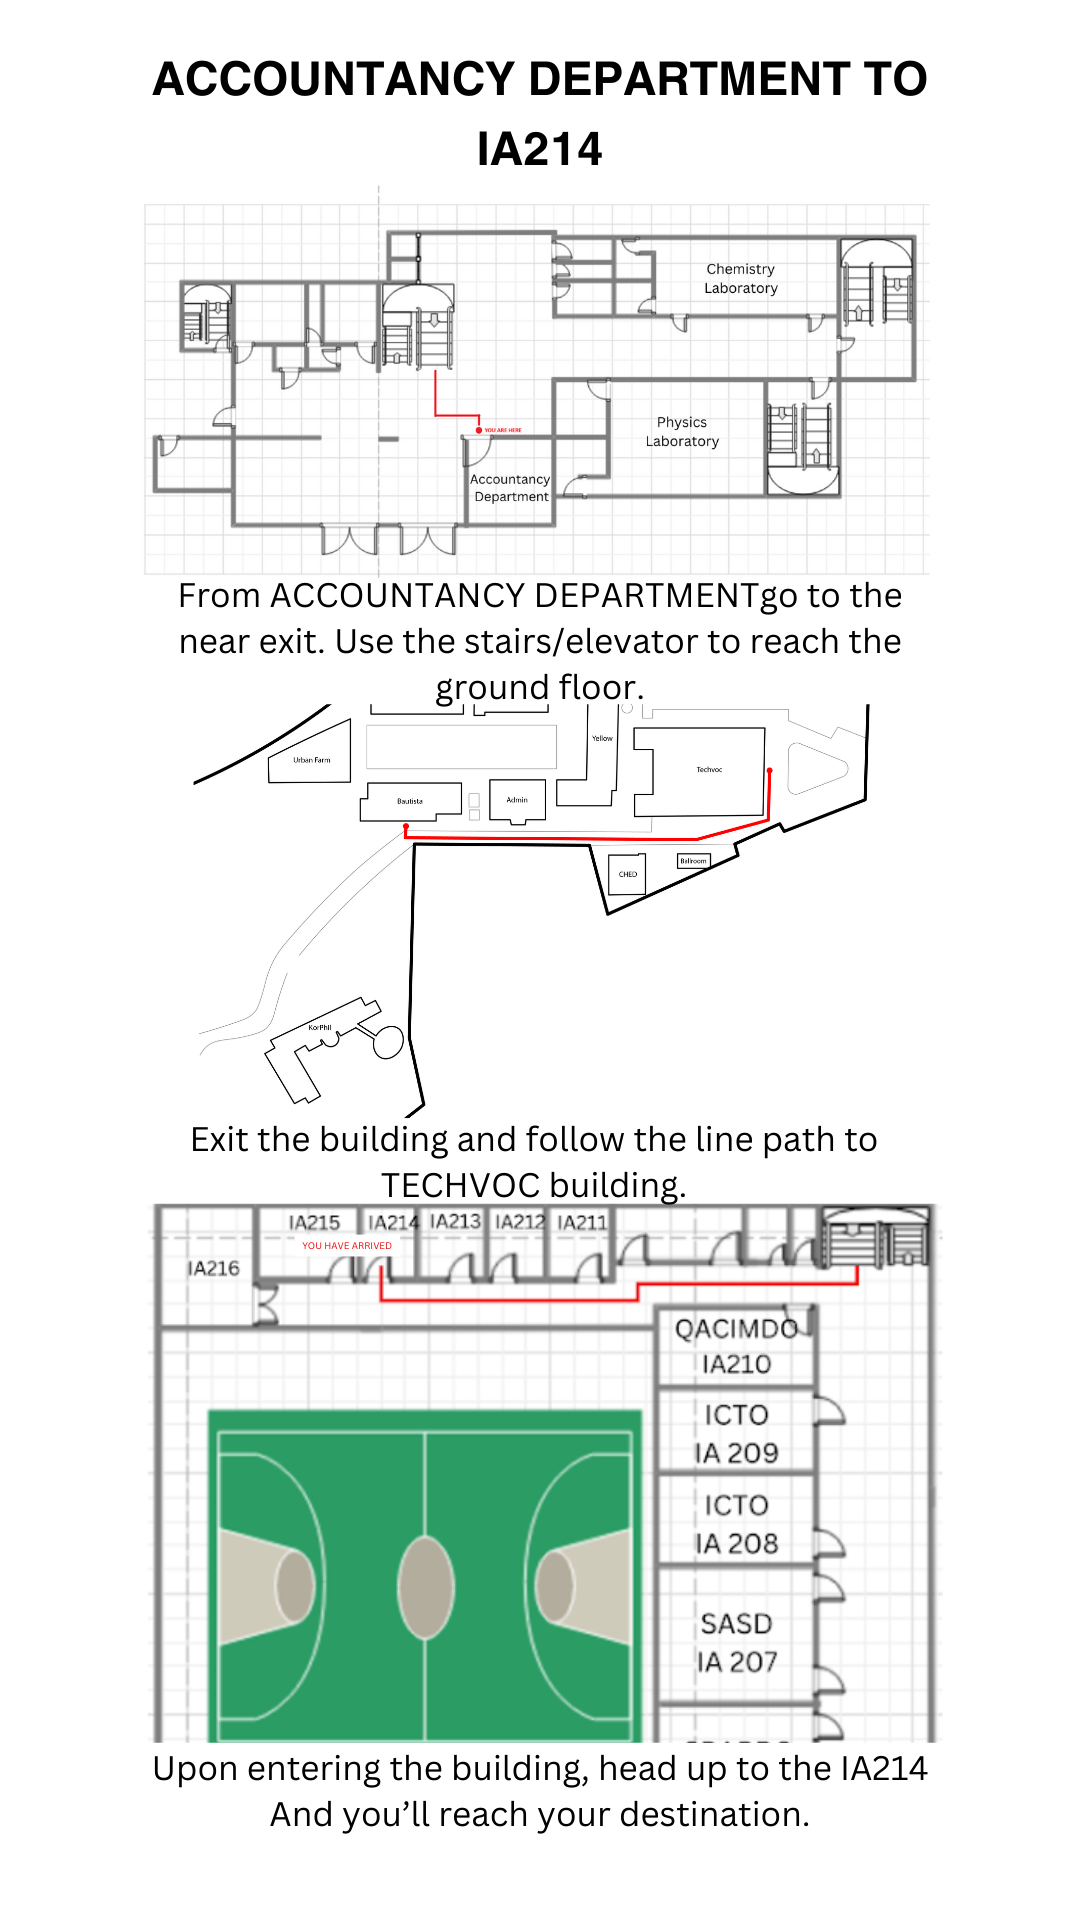 ACCOUNTANCY DEPARTMENT TO
IA214
Chemistry
Laboratory
Physics
Laboratory
YOU ARE HERE
Accountancy
Department
From ACCOUNTANCY DEPARTMENTgo to the
near exit. Use the stairs/elevator to reach the
ground floor.
Urban Farm
Yellow
Techvoc
Bautista
Admin
CHED
Ballroom
KorPhil
Exit the building and follow the line path to
TECHVOC building.
IA215
IA214
IA213
IA212
IA211
YOU HAVE ARRIVED
IA216
QACIMDO
IA210
ICTO
IA 209
ICTO
IA 208
SASD
IA 207
Upon entering the building, head up to the IA214
And you’ll reach your destination.